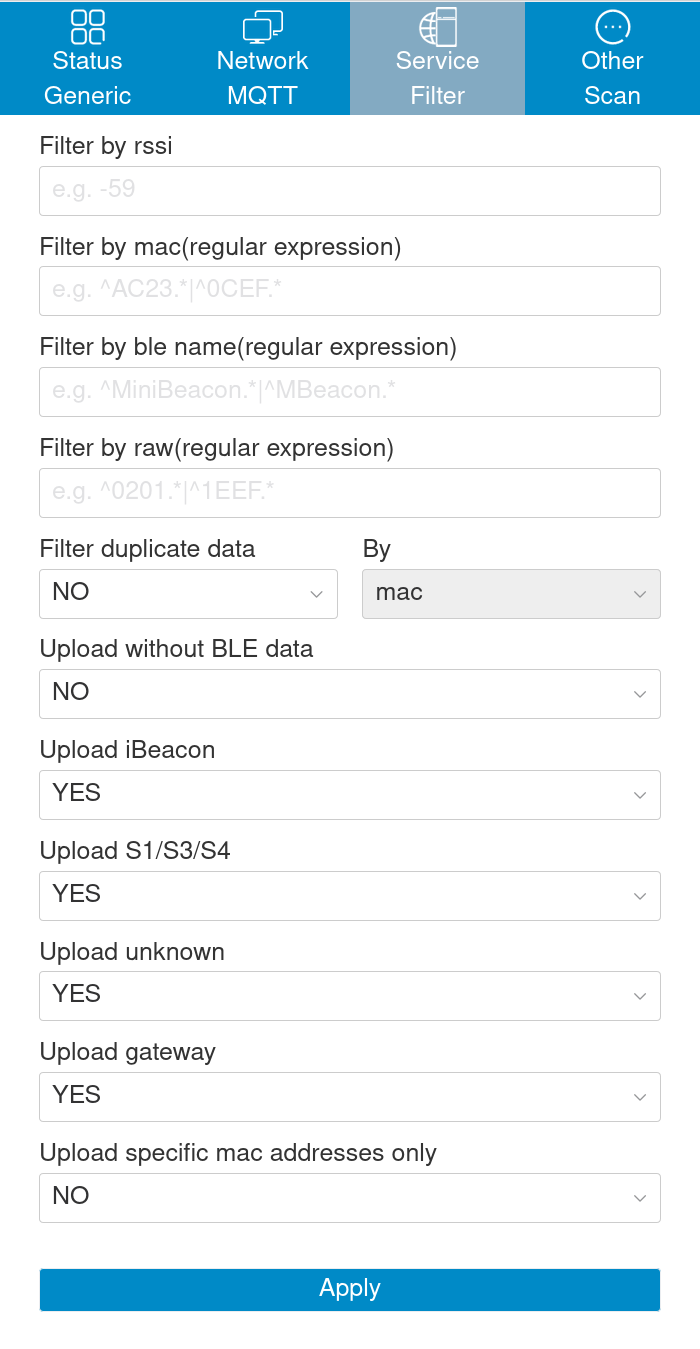 Status Network Service Other
Generic MQTT Filter Scan
Filter by rssi
e.g. -59
Filter by mac(regular expression)
e.g. ^AC23.*|^0CEF.*
Filter by ble name(regular expression)
e.g. ^MiniBeacon.*|^MBeacon.*
Filter by raw(regular expression)
e.g. ^0201.*|^1EEF.*
Filter duplicate data By
NO mac
Upload without BLE data
NO
Upload iBeacon
YES
Upload S1/S3/S4
YES
Upload unknown
YES
Upload gateway
YES
Upload specific mac addresses only
NO
Apply